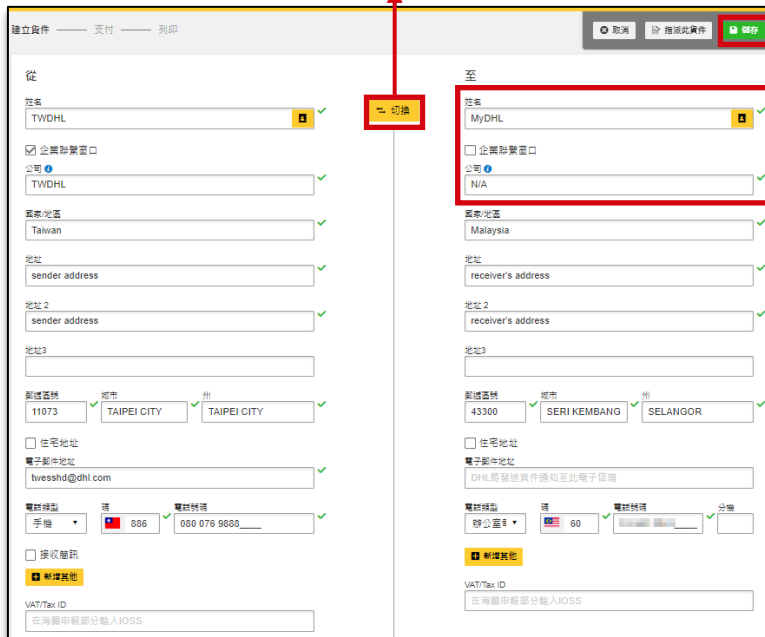 建立貨件 支付 列印
取消 指派此貨件 儲存
從
姓名
TWDHL
企業聯繫窗口
公司
TWDHL
國家/地區
Taiwan
地址
sender address
地址 2
sender address
地址3
郵遞區號 城市 州
11073 TAIPEI CITY TAIPEI CITY
住宅地址
電子郵件地址
twesshd@dhl.com
電話類型 碼 電話號碼
手機 886 080 076 9888____
接收簡訊
新增其他
VAT/Tax ID
在海關申報部分輸入IOSS
切換
至
姓名
MyDHL
企業聯繫窗口
公司
N/A
國家/地區
Malaysia
地址
receiver's address
地址 2
receiver's address
地址3
郵遞區號 城市 州
43300 SERI KEMBANG SELANGOR
住宅地址
電子郵件地址
DHL將發送貨件通知至此電子信箱
電話類型 碼 電話號碼 分機
辦公室 60
新增其他
VAT/Tax ID
在海關申報部分輸入IOSS